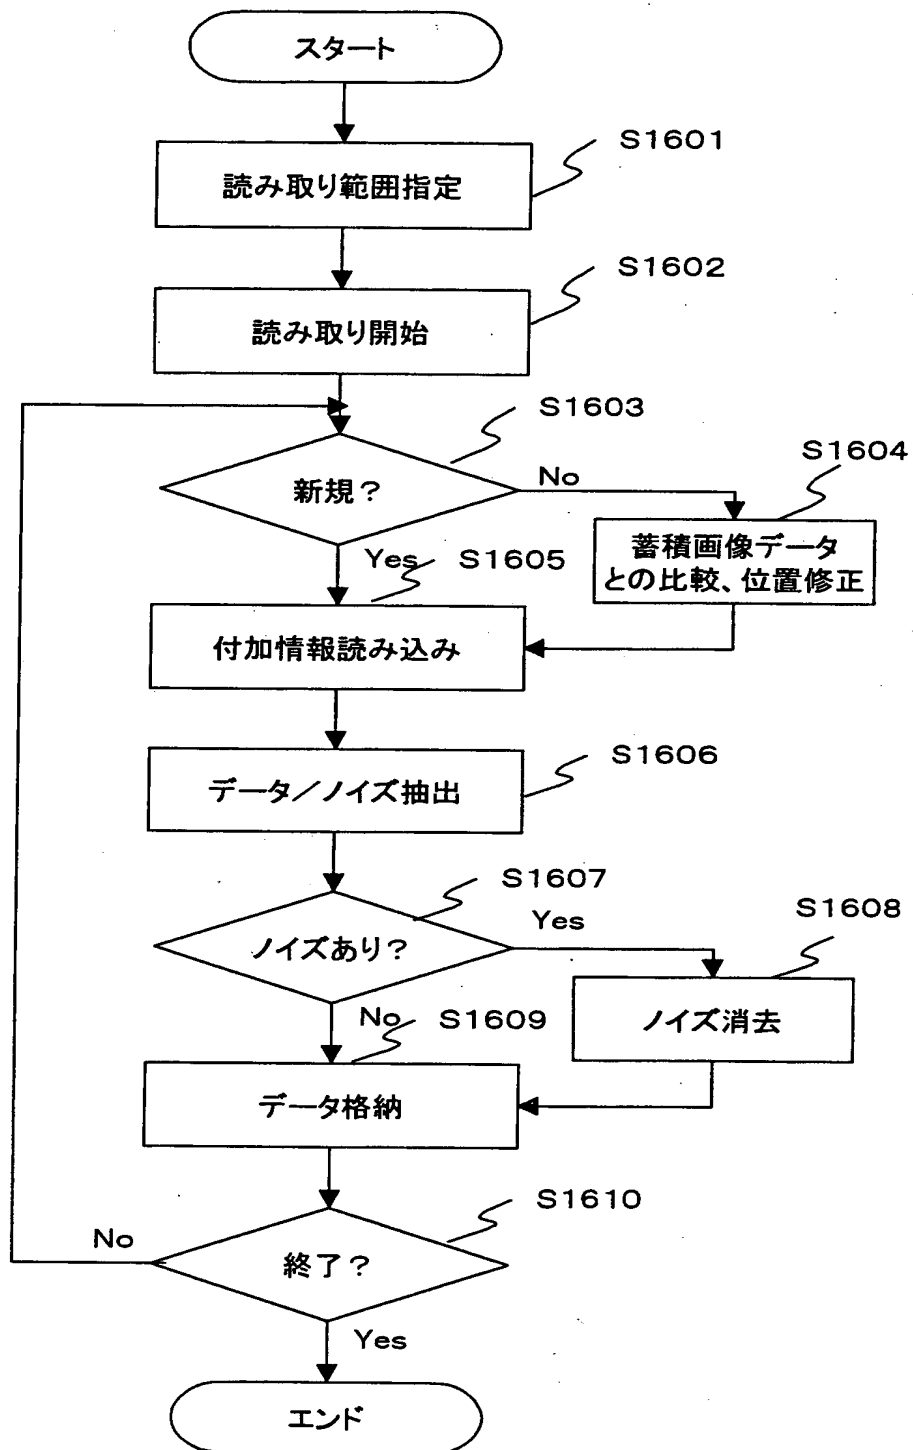 スタート
S1601
読み取り範囲指定
S1602
読み取り開始
S1603
新規？
No
S1604
蓄積画像データ
との比較、位置修正
Yes
S1605
付加情報読み込み
S1606
データ／ノイズ抽出
S1607
ノイズあり？
Yes
S1608
ノイズ消去
No
S1609
データ格納
S1610
終了？
No
Yes
エンド